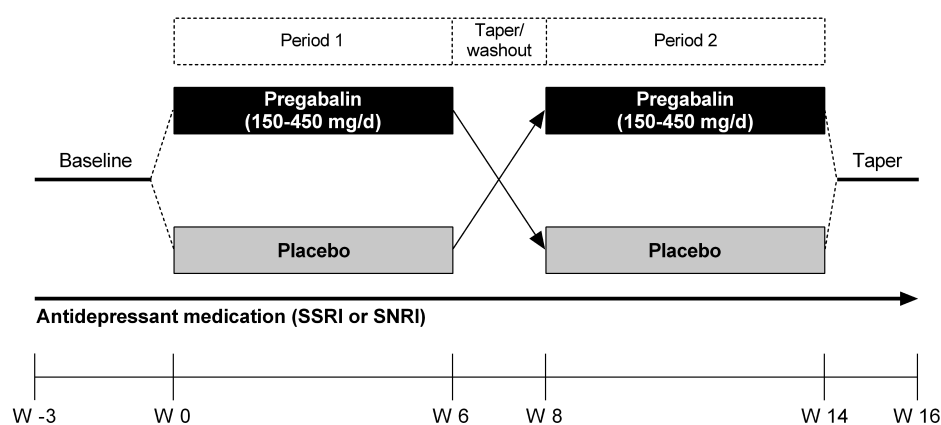 Period 1
Taper/
washout
Period 2
Pregabalin
(150-450 mg/d)
Pregabalin
(150-450 mg/d)
Baseline
Taper
Placebo
Placebo
Antidepressant medication (SSRI or SNRI)
W -3
W 0
W 6
W 8
W 14
W 16